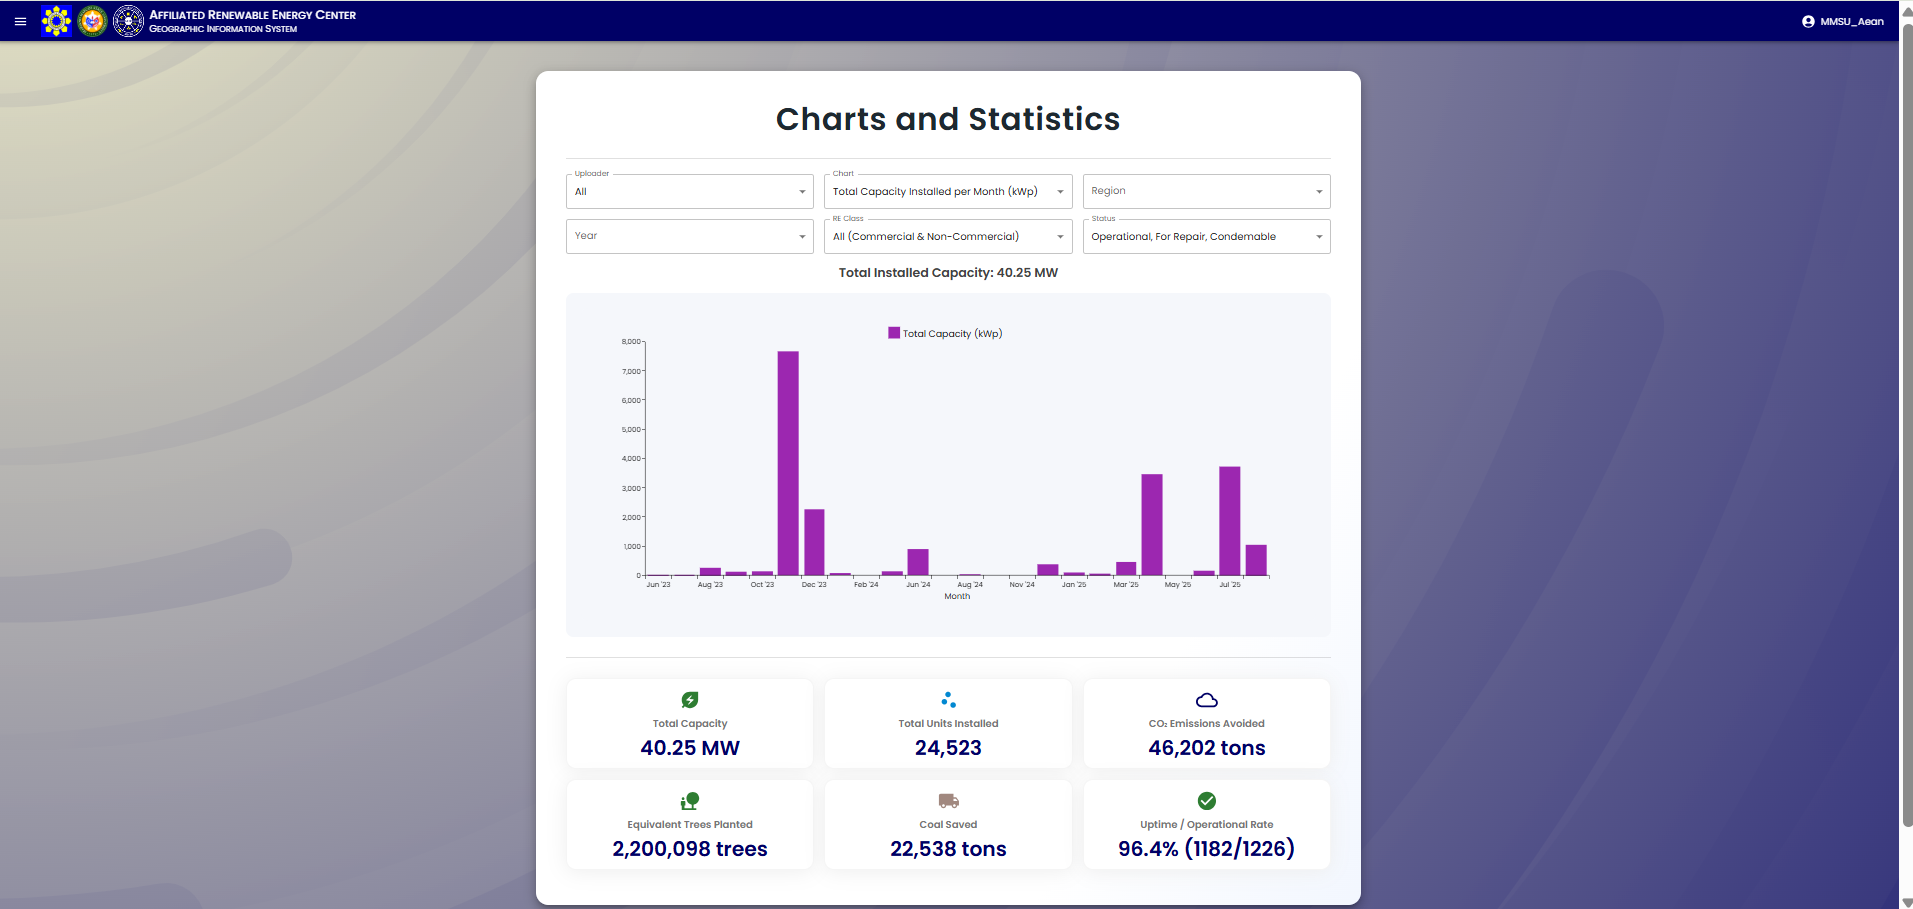 AFFILIATED RENEWABLE ENERGY CENTER
GEOGRAPHIC INFORMATION SYSTEM
MMSU_Aean
Charts and Statistics
Uploader
All
Chart
Total Capacity Installed per Month (kWp)
Region
Year
RE Class
All (Commercial & Non-Commercial)
Status
Operational, For Repair, Condemable
Total Installed Capacity: 40.25 MW
Total Capacity (kWp)
8,000
7,000
6,000
5,000
4,000
3,000
2,000
1,000
0
Jun '23 Aug '23 Oct '23 Dec '23 Feb '24 Jun '24 Aug '24 Nov '24 Jan '25 Mar '25 May '25 Jul '25
Month
Total Capacity
40.25 MW
Total Units Installed
24,523
CO₂ Emissions Avoided
46,202 tons
Equivalent Trees Planted
2,200,098 trees
Coal Saved
22,538 tons
Uptime / Operational Rate
96.4% (1182/1226)